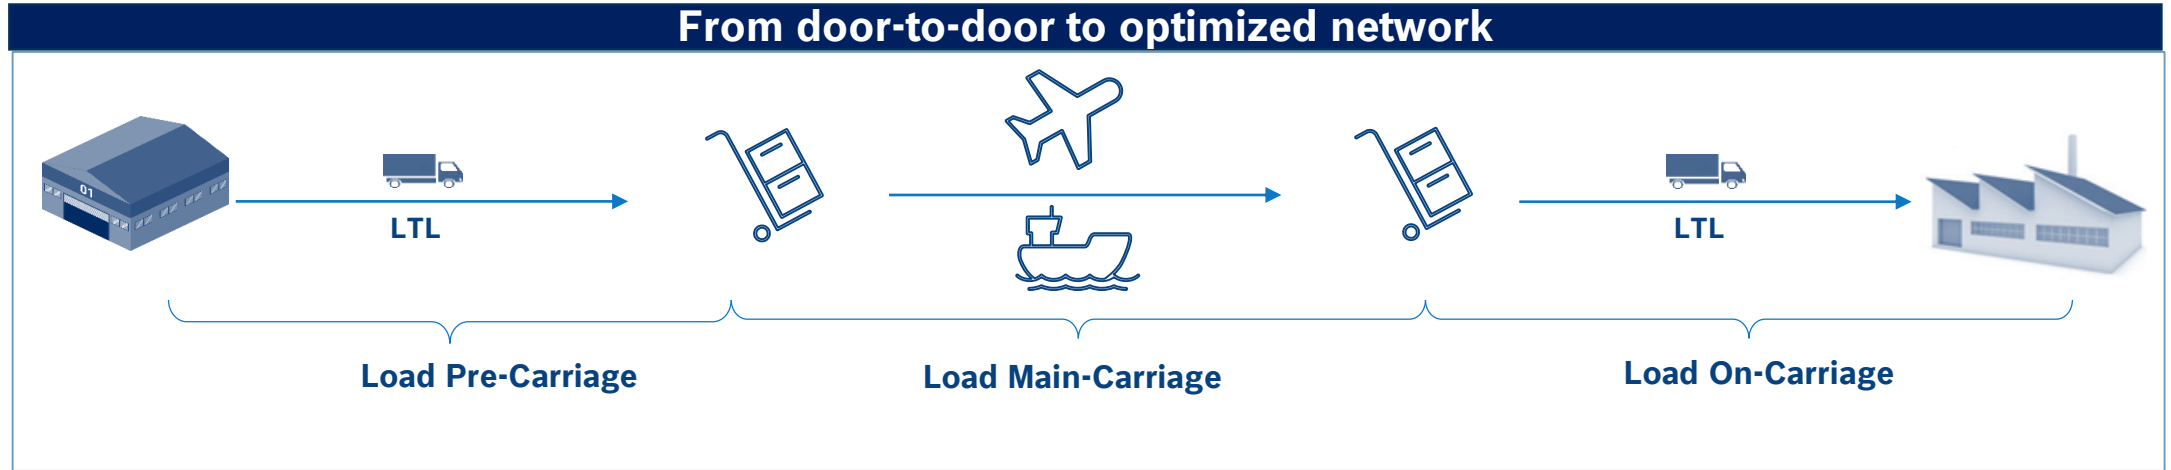 From door-to-door to optimized network
01
LTL
LTL
Load Pre-Carriage
Load Main-Carriage
Load On-Carriage